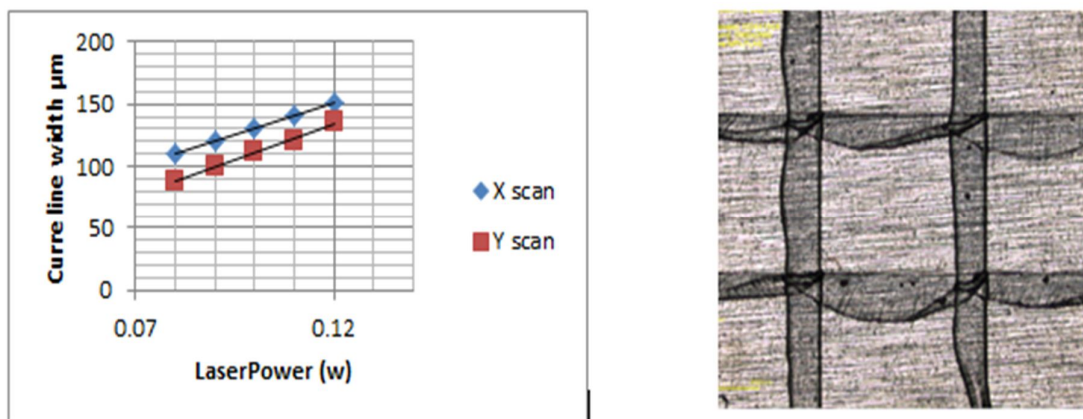 200
150
100
50
0
0.07 0.12
Curre line width µm
LaserPower (w)
X scan
Y scan